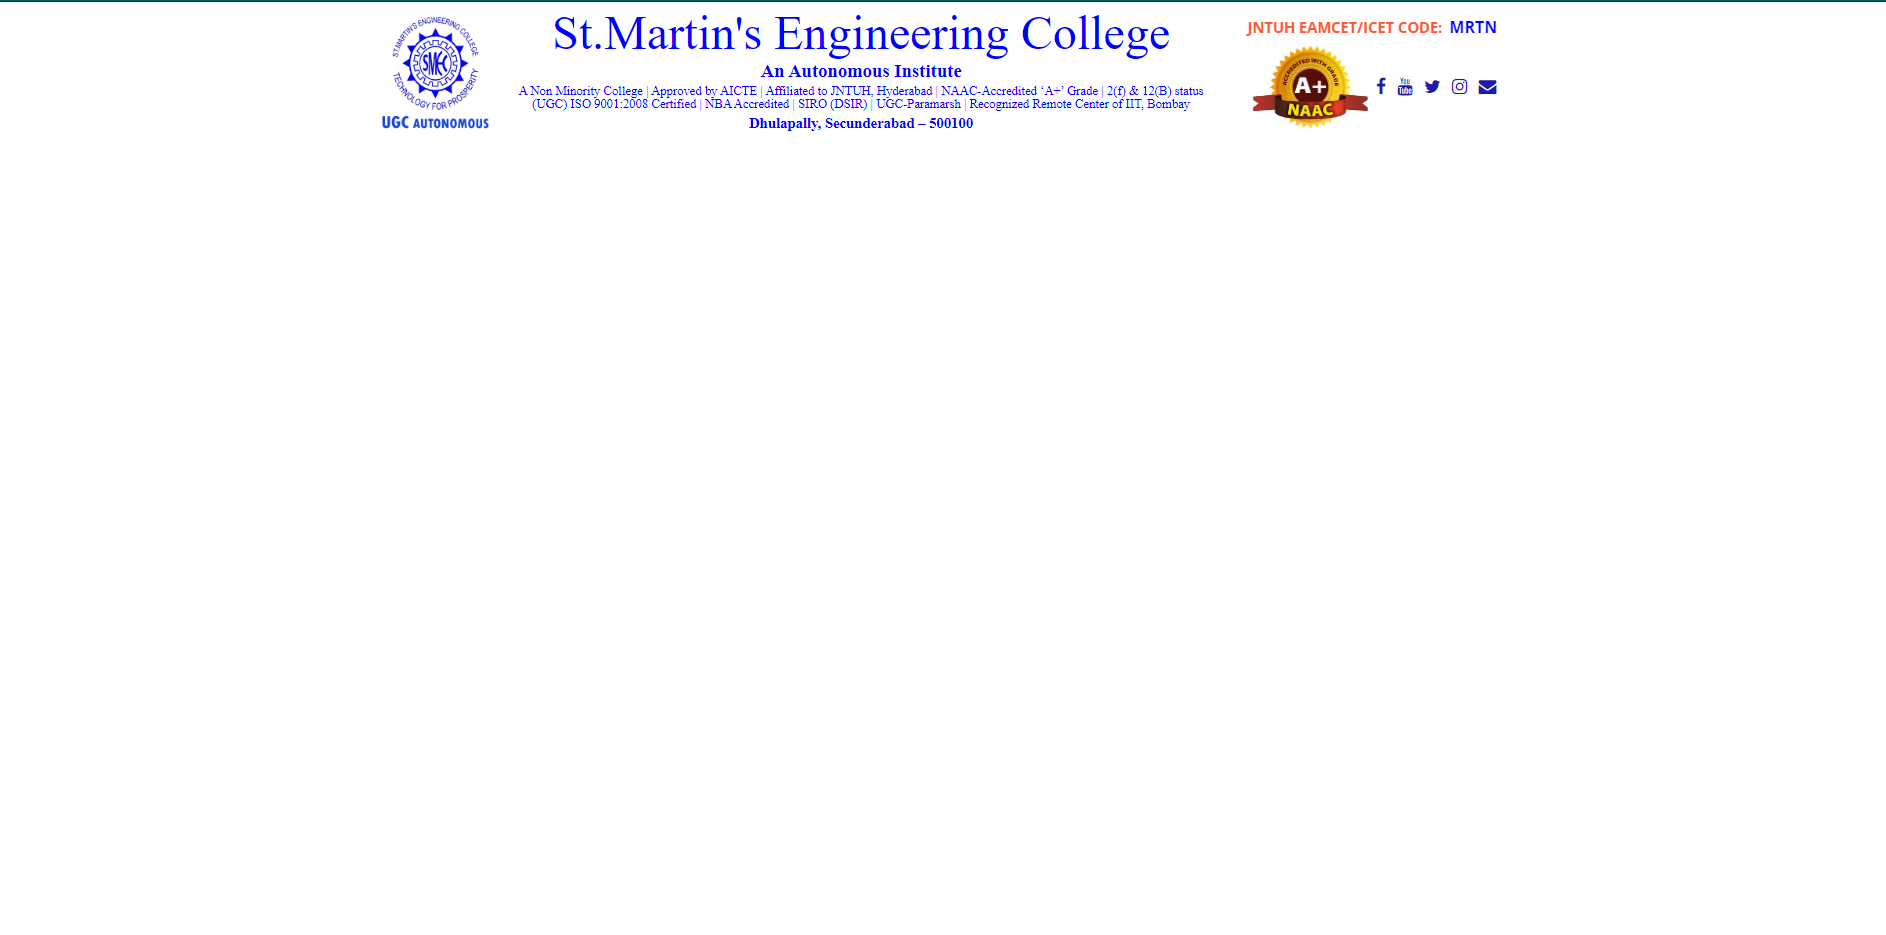 ST.MARTIN'S ENGINEERING COLLEGE
SMEC
TECHNOLOGY FOR PROSPERITY
UGC AUTONOMOUS
St.Martin's Engineering College
An Autonomous Institute
A Non Minority College | Approved by AICTE | Affiliated to JNTUH, Hyderabad | NAAC-Accredited ‘A+’ Grade | 2(f) & 12(B) status
(UGC) ISO 9001:2008 Certified | NBA Accredited | SIRO (DSIR) | UGC-Paramarsh | Recognized Remote Center of IIT, Bombay
Dhulapally, Secunderabad – 500100
JNTUH EAMCET/ICET CODE: MRTN
ACCREDITED WITH GRADE
A+
NAAC
You
Tube